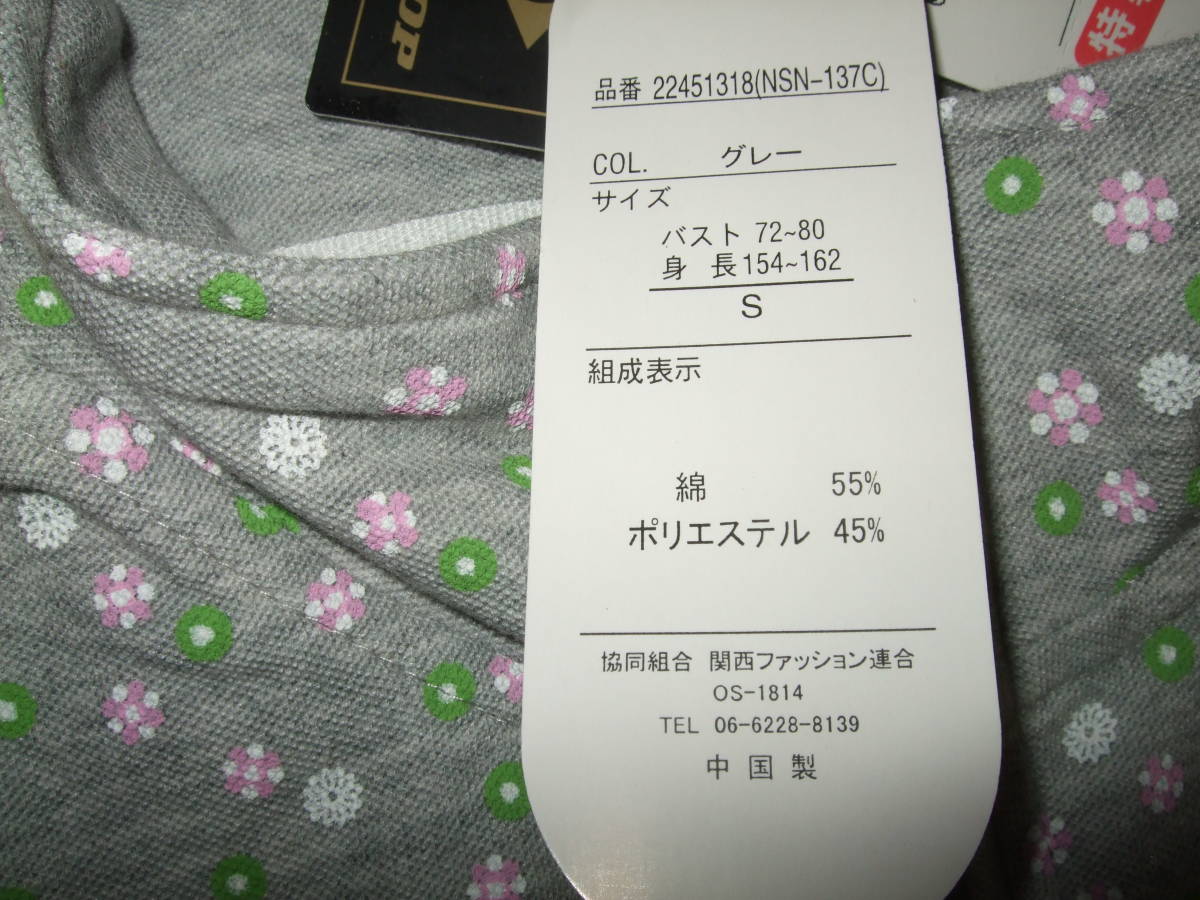 OP
特
品番 22451318(NSN-137C)
COL. グレー
サイズ
バスト 72~80
身 長 154~162
S
組成表示
綿 55%
ポリエステル 45%
協同組合 関西ファッション連合
OS-1814
TEL 06-6228-8139
中 国 製